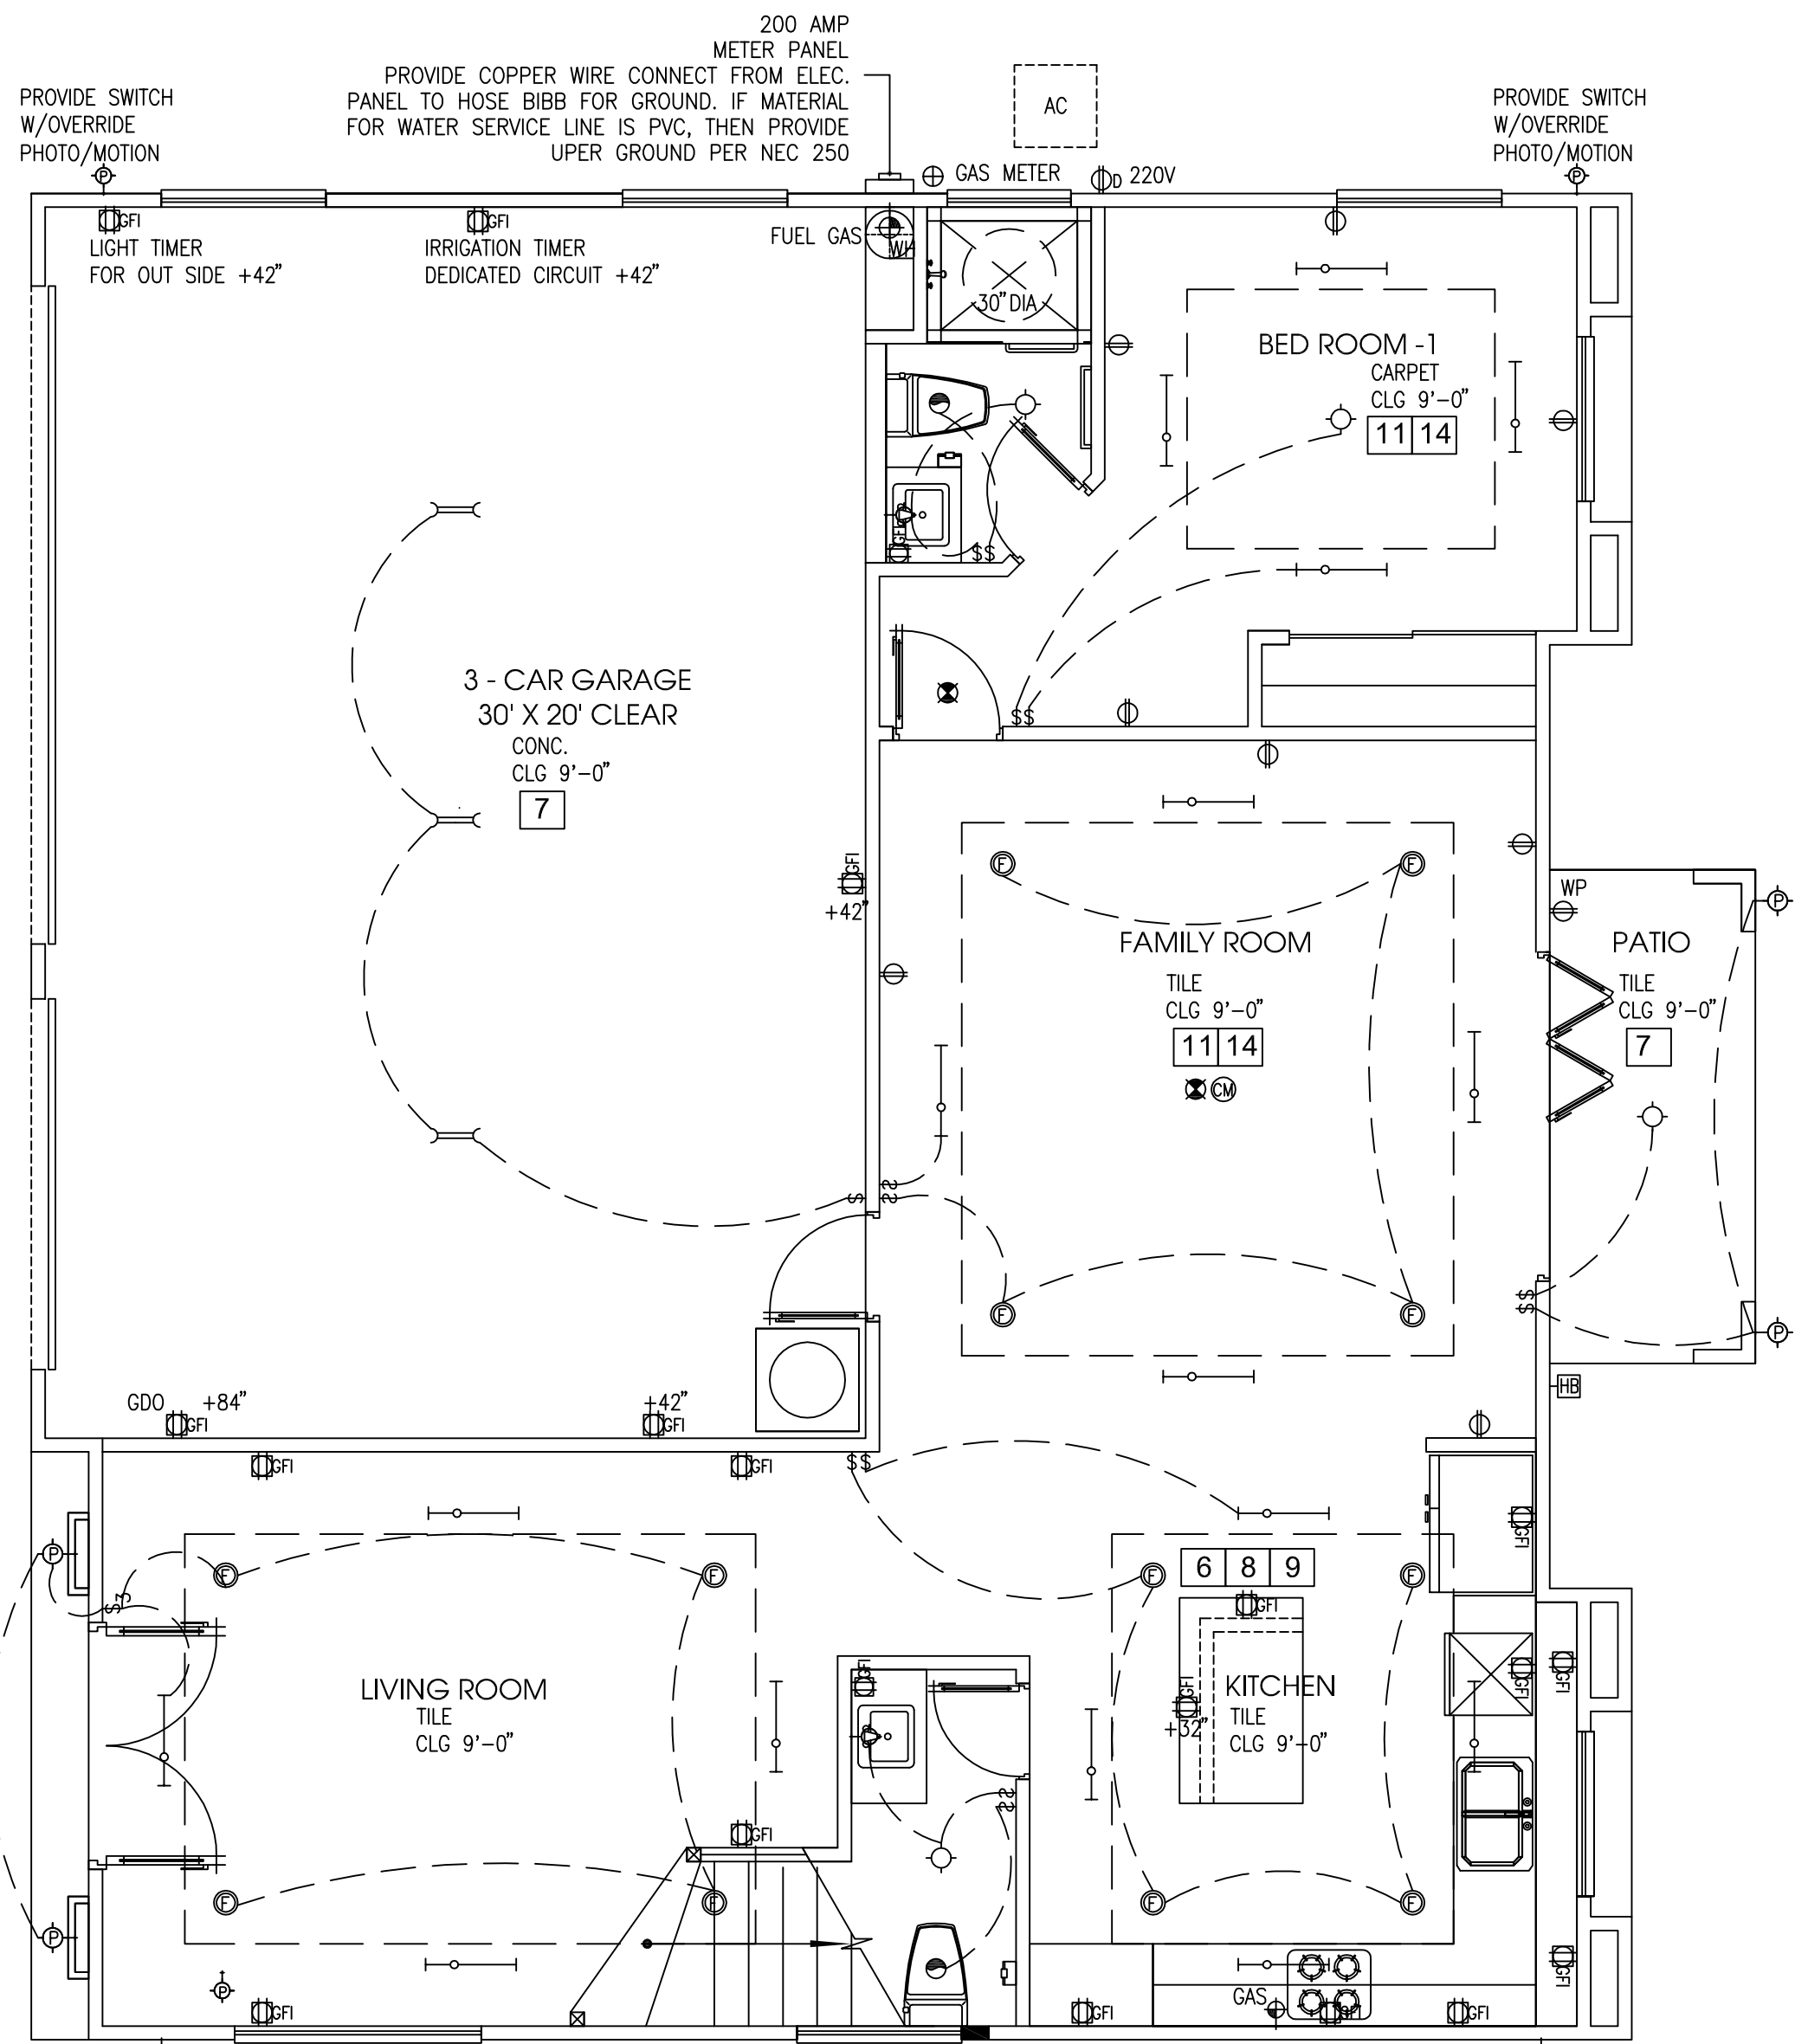 200 AMP
METER PANEL
PROVIDE COPPER WIRE CONNECT FROM ELEC.
PANEL TO HOSE BIBB FOR GROUND. IF MATERIAL
FOR WATER SERVICE LINE IS PVC, THEN PROVIDE
UPER GROUND PER NEC 250
PROVIDE SWITCH
W/OVERRIDE
PHOTO/MOTION
P
AC
PROVIDE SWITCH
W/OVERRIDE
PHOTO/MOTION
P
GAS METER
D 220V
GFI
LIGHT TIMER
FOR OUT SIDE +42"
GFI
IRRIGATION TIMER
DEDICATED CIRCUIT +42"
FUEL GAS
WH
30" DIA
BED ROOM -1
CARPET
CLG 9'-0"
11 14
GFI
$$
3 - CAR GARAGE
30' X 20' CLEAR
CONC.
CLG 9'-0"
7
$$
GFI
+42"
FAMILY ROOM
TILE
CLG 9'-0"
11 14
CM
F
F
F
F
WP
PATIO
TILE
CLG 9'-0"
7
P
P
$
$$
$$
HB
GDO +84"
GFI
+42"
GFI
GFI
GFI
$$
P
$3
F
F
F
F
LIVING ROOM
TILE
CLG 9'-0"
GFI
P
P
GFI
GFI
$$
F
F
F
F
6 8 9
GFI
GFI
+32"
KITCHEN
TILE
CLG 9'-0"
GFI
GFI
GFI
GFI
GAS
GFI
GFI
GFI